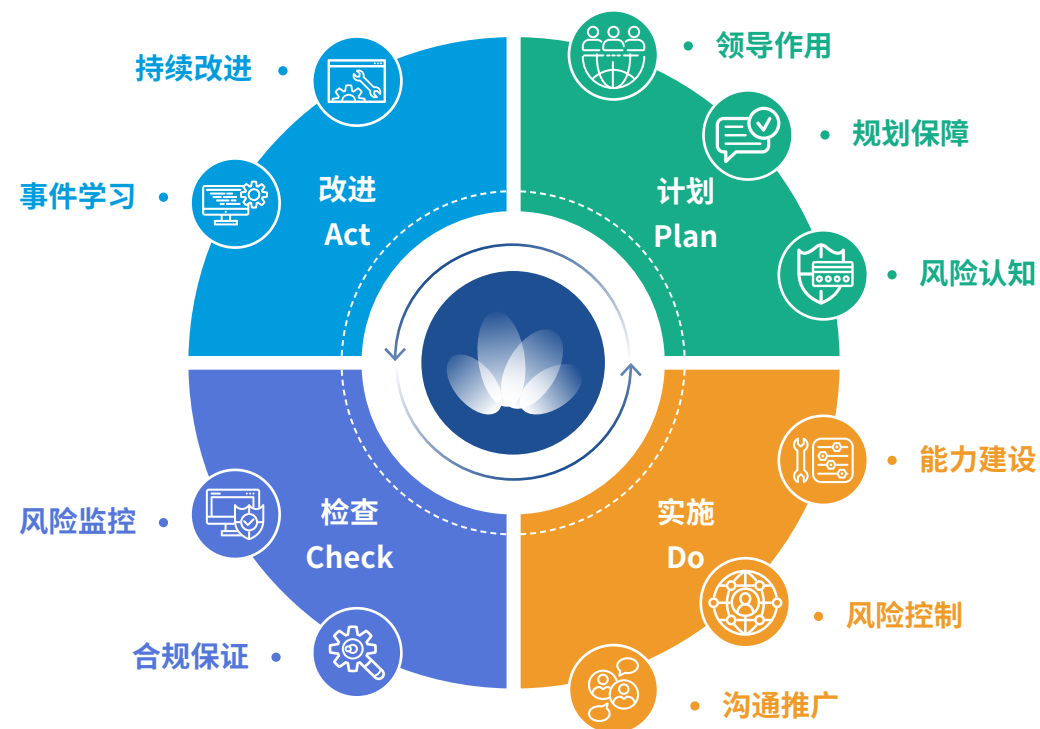 持续改进
事件学习
改进
Act
领导作用
规划保障
风险认知
计划
Plan
能力建设
风险控制
沟通推广
实施
Do
检查
Check
风险监控
合规保证